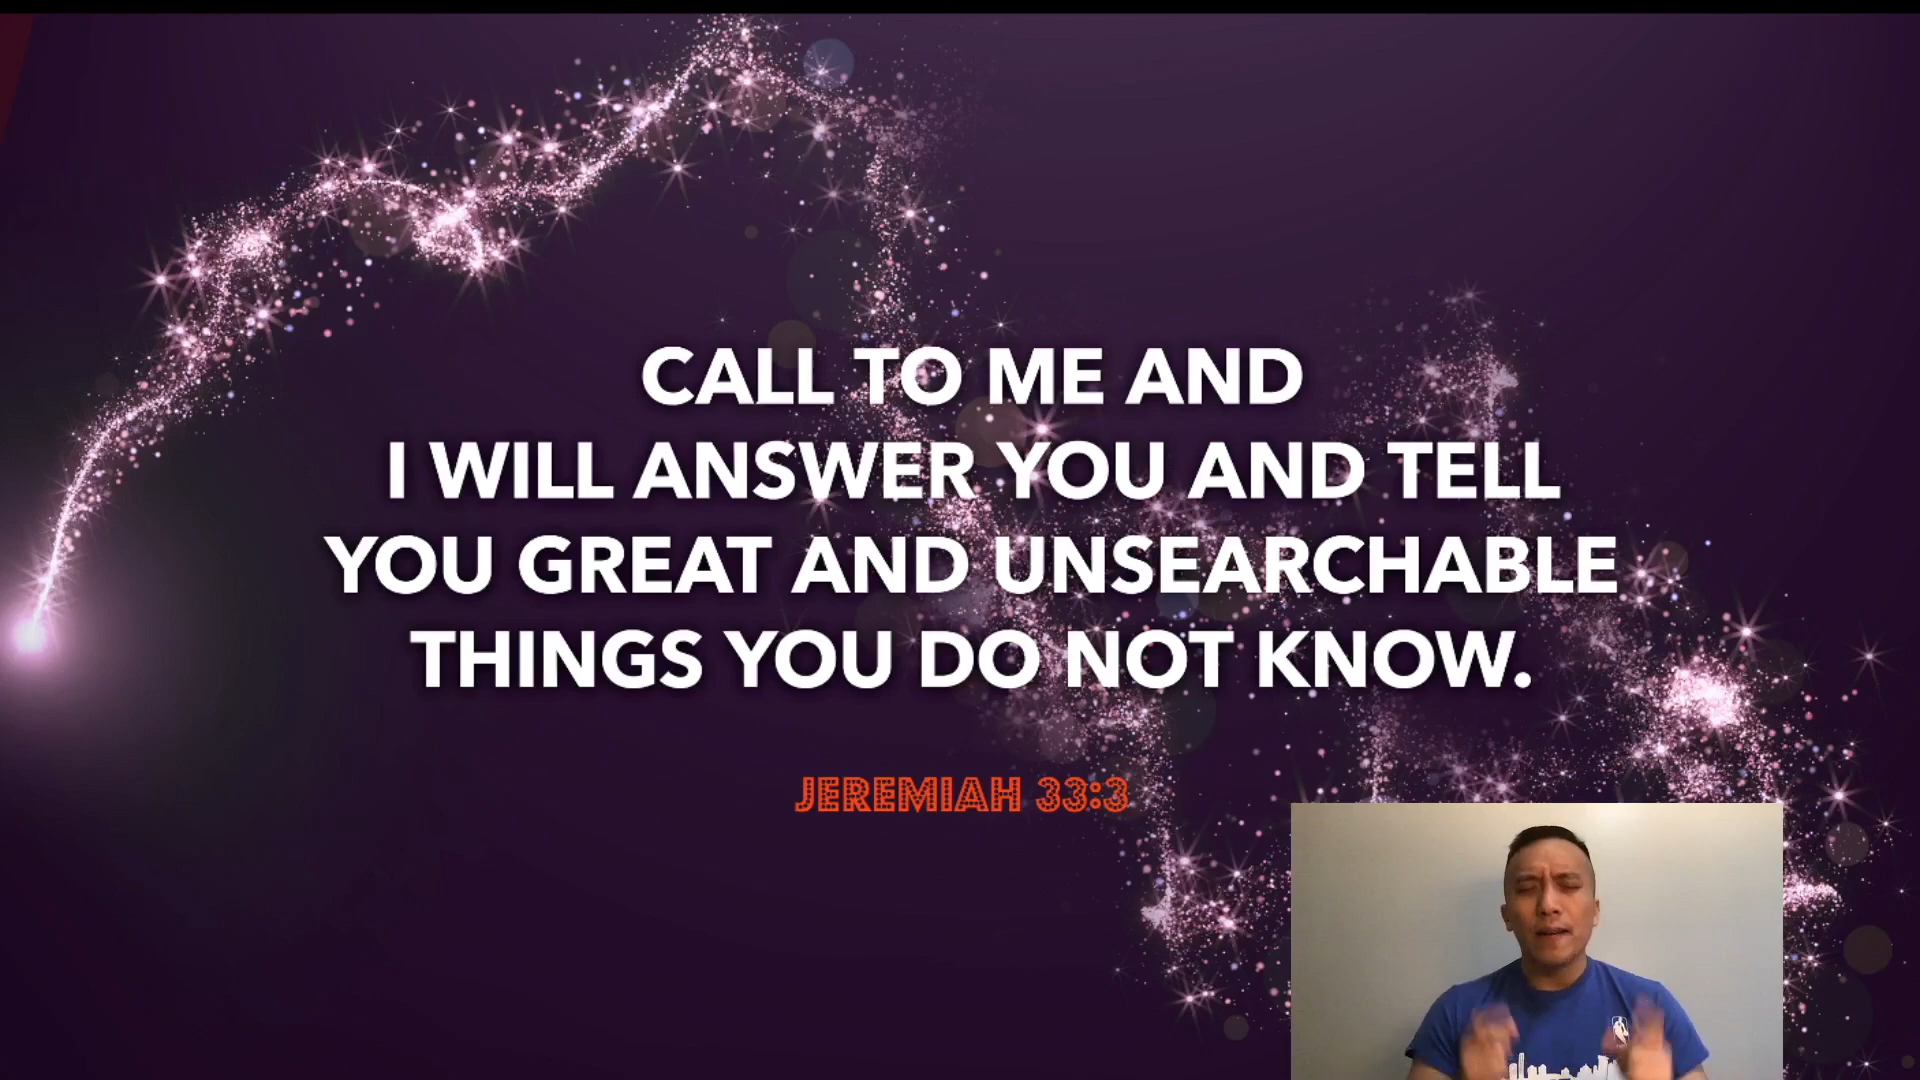 CALL TO ME AND
I WILL ANSWER YOU AND TELL
YOU GREAT AND UNSEARCHABLE
THINGS YOU DO NOT KNOW.
JEREMIAH 33:3